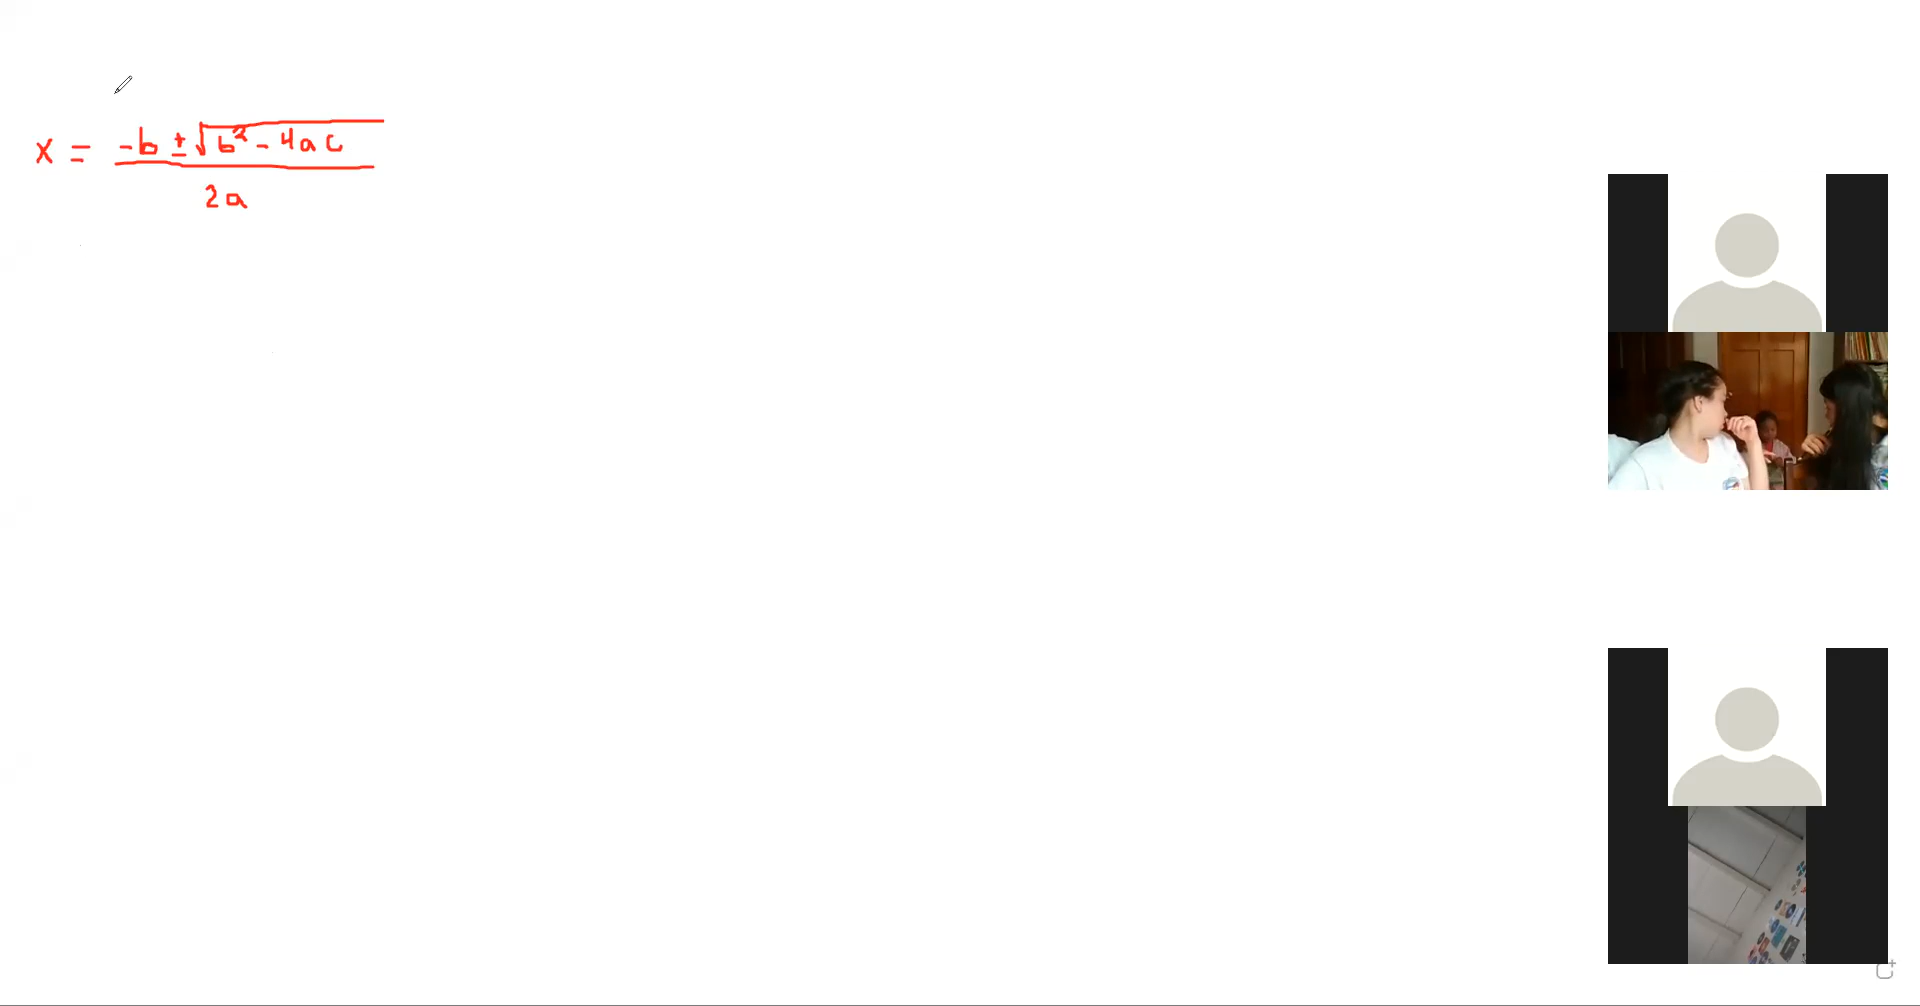 x = -b ± √b² - 4ac
2a